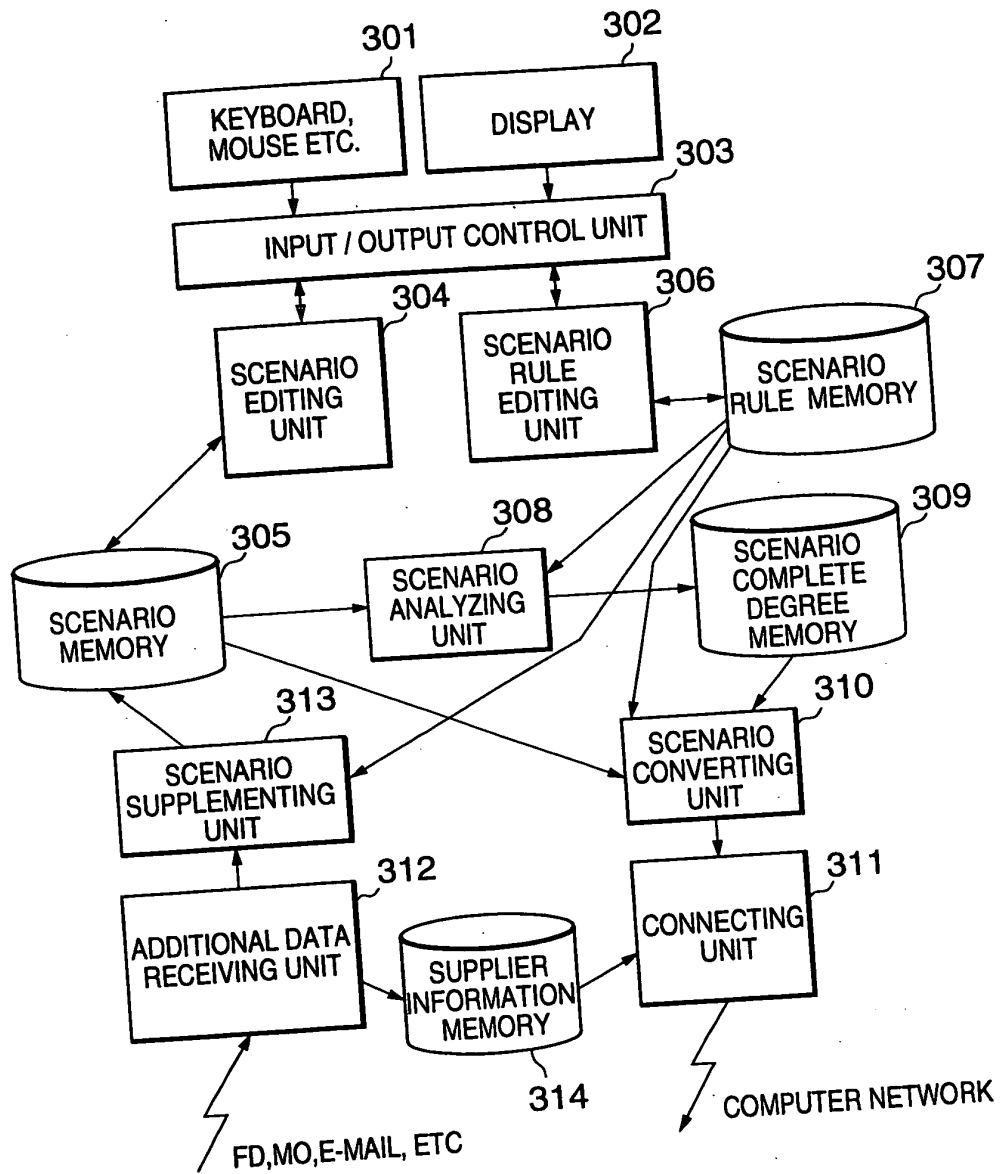 301
302
KEYBOARD,
MOUSE ETC.
DISPLAY
303
INPUT / OUTPUT CONTROL UNIT
304
306
307
SCENARIO
EDITING
UNIT
SCENARIO
RULE
EDITING
UNIT
SCENARIO
RULE MEMORY
305
308
309
SCENARIO
MEMORY
SCENARIO
ANALYZING
UNIT
SCENARIO
COMPLETE
DEGREE
MEMORY
313
310
SCENARIO
SUPPLEMENTING
UNIT
SCENARIO
CONVERTING
UNIT
312
311
ADDITIONAL DATA
RECEIVING UNIT
SUPPLIER
INFORMATION
MEMORY
CONNECTING
UNIT
314
FD,MO,E-MAIL, ETC
COMPUTER NETWORK